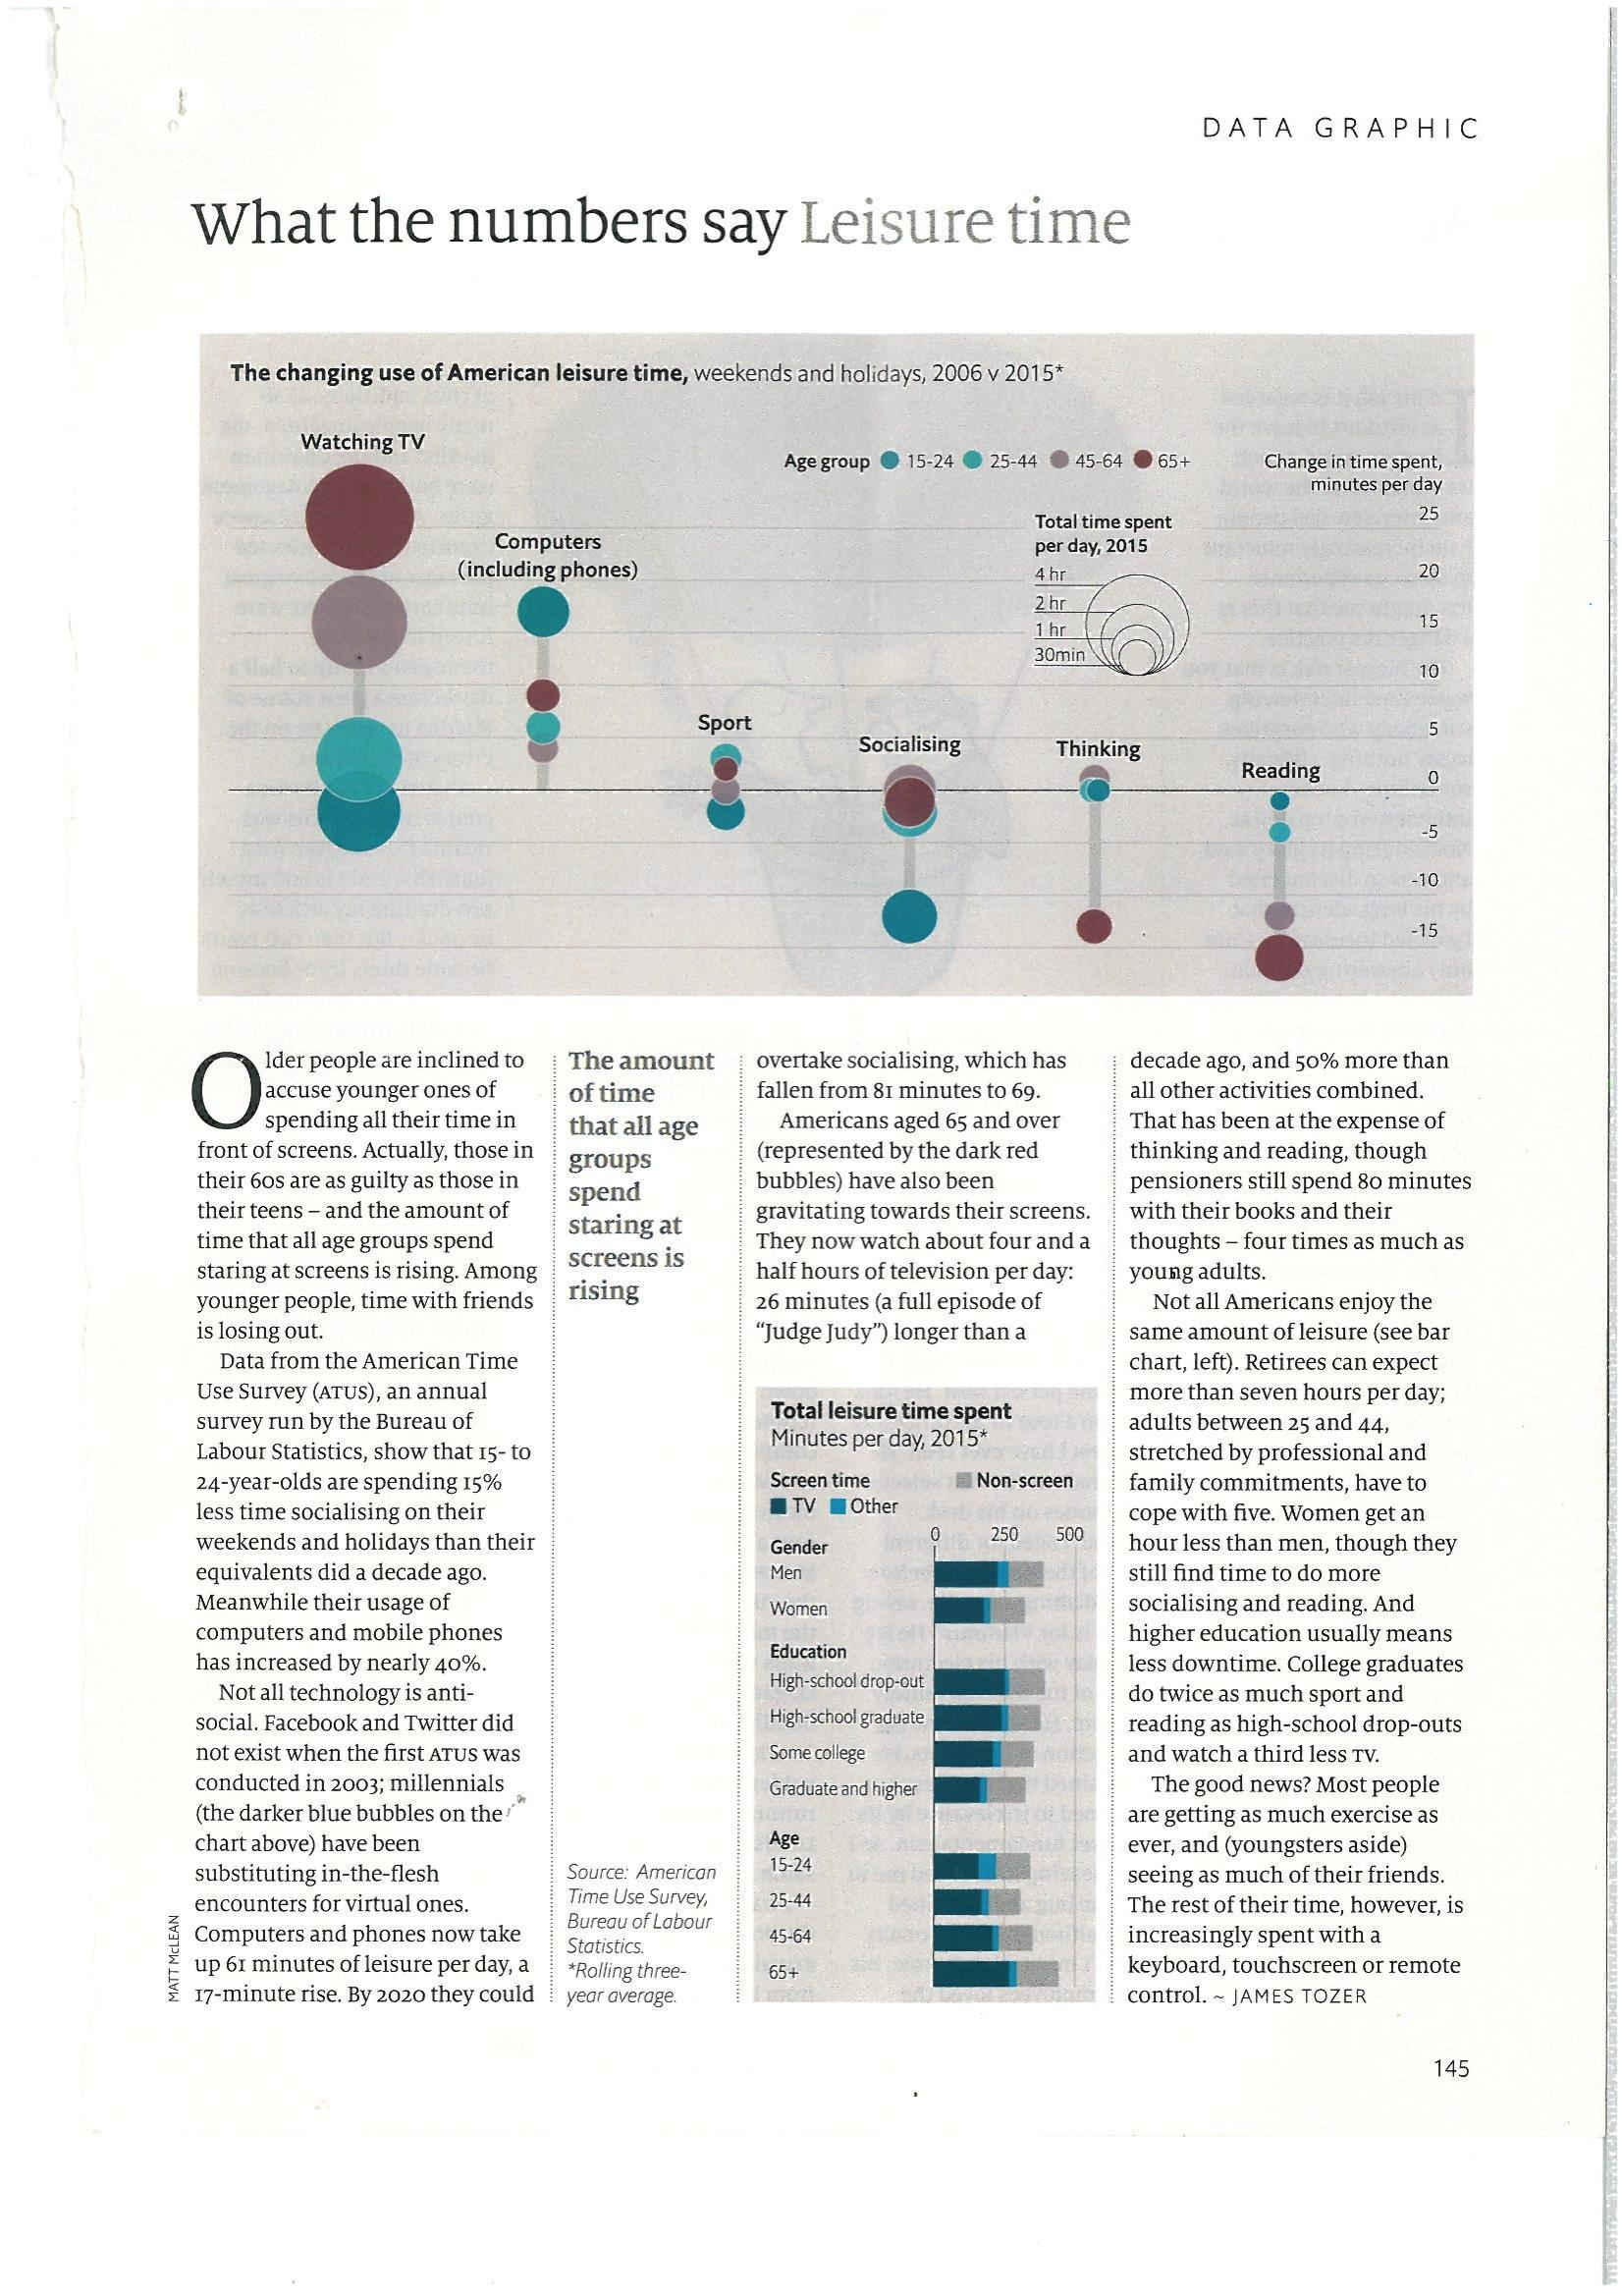 DATA GRAPHIC
What the numbers say Leisure time
The changing use of American leisure time, weekends and holidays, 2006 v 2015*
Watching TV
Computers
(including phones)
Sport
Socialising
Thinking
Reading
Age group 15-24 25-44 45-64 65+
Total time spent
per day, 2015
4 hr
2 hr
1 hr
30min
Change in time spent,
minutes per day
25
20
15
10
5
0
-5
-10
-15
Older people are inclined to
accuse younger ones of
spending all their time in
front of screens. Actually, those in
their 60s are as guilty as those in
their teens – and the amount of
time that all age groups spend
staring at screens is rising. Among
younger people, time with friends
is losing out.
Data from the American Time
Use Survey (ATUS), an annual
survey run by the Bureau of
Labour Statistics, show that 15- to
24-year-olds are spending 15%
less time socialising on their
weekends and holidays than their
equivalents did a decade ago.
Meanwhile their usage of
computers and mobile phones
has increased by nearly 40%.
Not all technology is anti-
social. Facebook and Twitter did
not exist when the first ATUS was
conducted in 2003; millennials
(the darker blue bubbles on the
chart above) have been
substituting in-the-flesh
encounters for virtual ones.
Computers and phones now take
up 61 minutes of leisure per day, a
17-minute rise. By 2020 they could
MATT McLEAN
The amount
of time
that all age
groups
spend
staring at
screens is
rising
Source: American
Time Use Survey,
Bureau of Labour
Statistics.
*Rolling three-
year average.
overtake socialising, which has
fallen from 81 minutes to 69.
Americans aged 65 and over
(represented by the dark red
bubbles) have also been
gravitating towards their screens.
They now watch about four and a
half hours of television per day:
26 minutes (a full episode of
“Judge Judy”) longer than a
Total leisure time spent
Minutes per day, 2015*
Screen time Non-screen
TV Other
0 250 500
Gender
Men
Women
Education
High-school drop-out
High-school graduate
Some college
Graduate and higher
Age
15-24
25-44
45-64
65+
decade ago, and 50% more than
all other activities combined.
That has been at the expense of
thinking and reading, though
pensioners still spend 80 minutes
with their books and their
thoughts – four times as much as
young adults.
Not all Americans enjoy the
same amount of leisure (see bar
chart, left). Retirees can expect
more than seven hours per day;
adults between 25 and 44,
stretched by professional and
family commitments, have to
cope with five. Women get an
hour less than men, though they
still find time to do more
socialising and reading. And
higher education usually means
less downtime. College graduates
do twice as much sport and
reading as high-school drop-outs
and watch a third less TV.
The good news? Most people
are getting as much exercise as
ever, and (youngsters aside)
seeing as much of their friends.
The rest of their time, however, is
increasingly spent with a
keyboard, touchscreen or remote
control. ~ JAMES TOZER
145